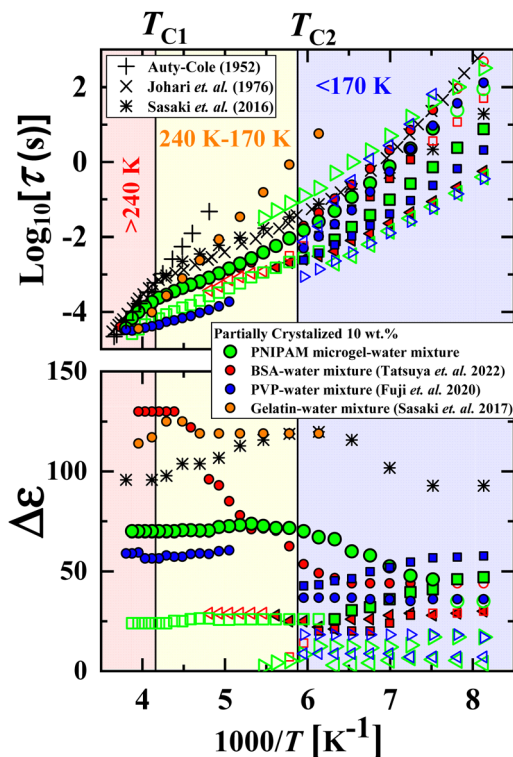 T_C1 T_C2
+ Auty-Cole (1952)
× Johari et. al. (1976)
✳ Sasaki et. al. (2016)
<170 K
240 K-170 K
>240 K
Log₁₀[τ(s)]
2
0
-2
-4
Partially Crystalized 10 wt.%
PNIPAM microgel-water mixture
BSA-water mixture (Tatsuya et. al. 2022)
PVP-water mixture (Fuji et. al. 2020)
Gelatin-water mixture (Sasaki et. al. 2017)
Δε
150
100
50
0
4 5 6 7 8
1000/T [K⁻¹]